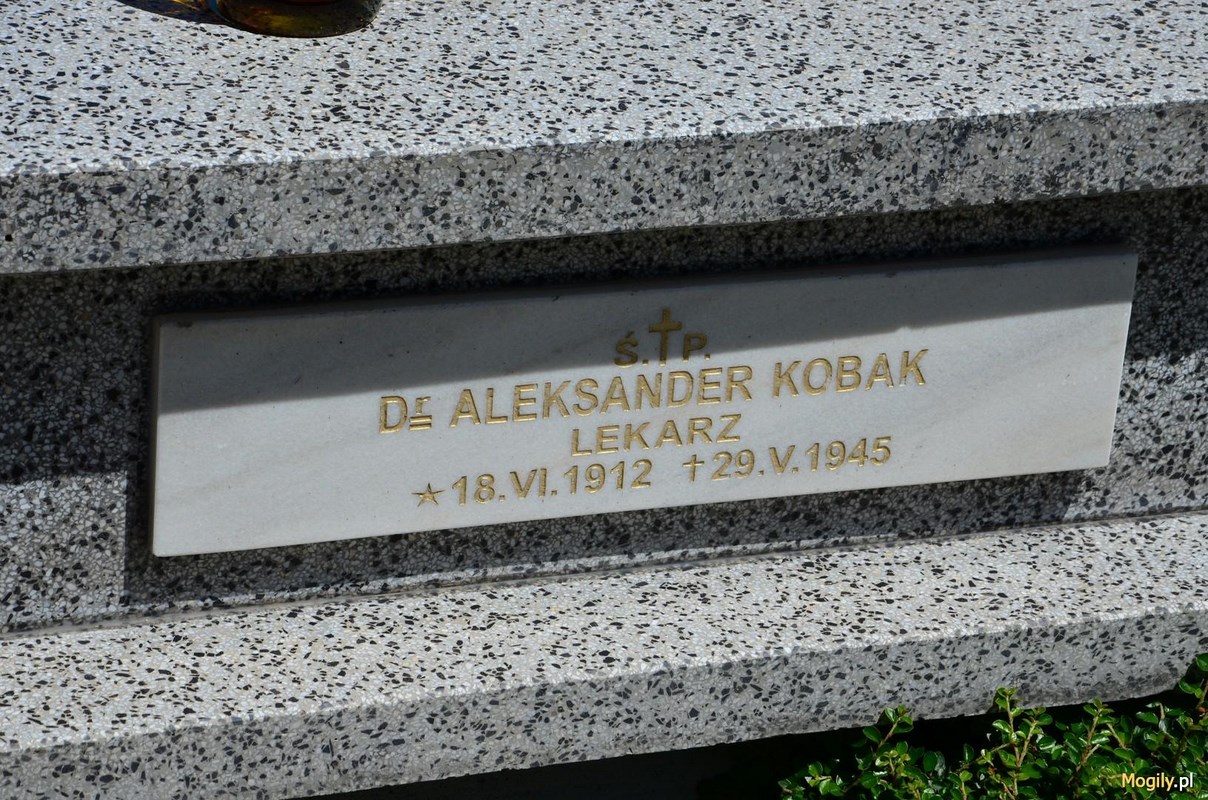 Ś.✝P.
Dr ALEKSANDER KOBAK
LEKARZ
★18.VI.1912 ✝29.V.1945
Mogily.pl